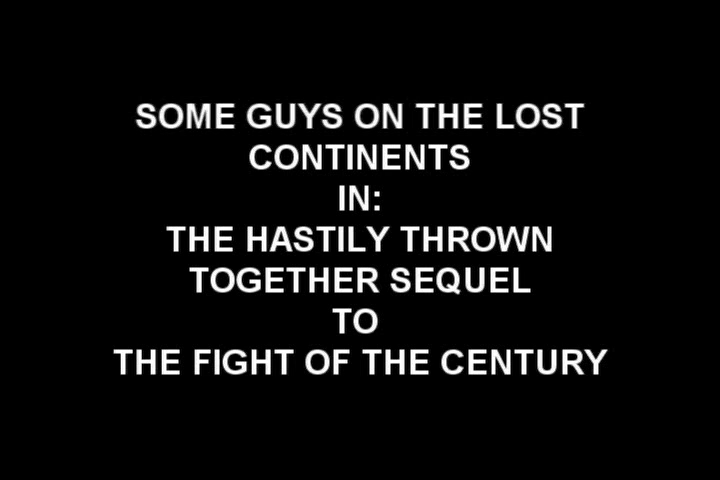 SOME GUYS ON THE LOST
CONTINENTS
IN:
THE HASTILY THROWN
TOGETHER SEQUEL
TO
THE FIGHT OF THE CENTURY